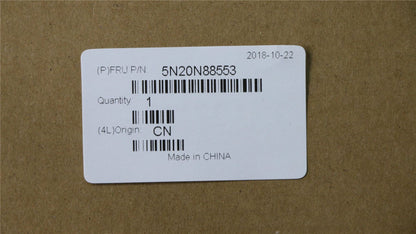 2018-10-22
(P)FRU P/N: 5N20N88553
Quantity: 1
(4L)Origin: CN
Made in CHINA